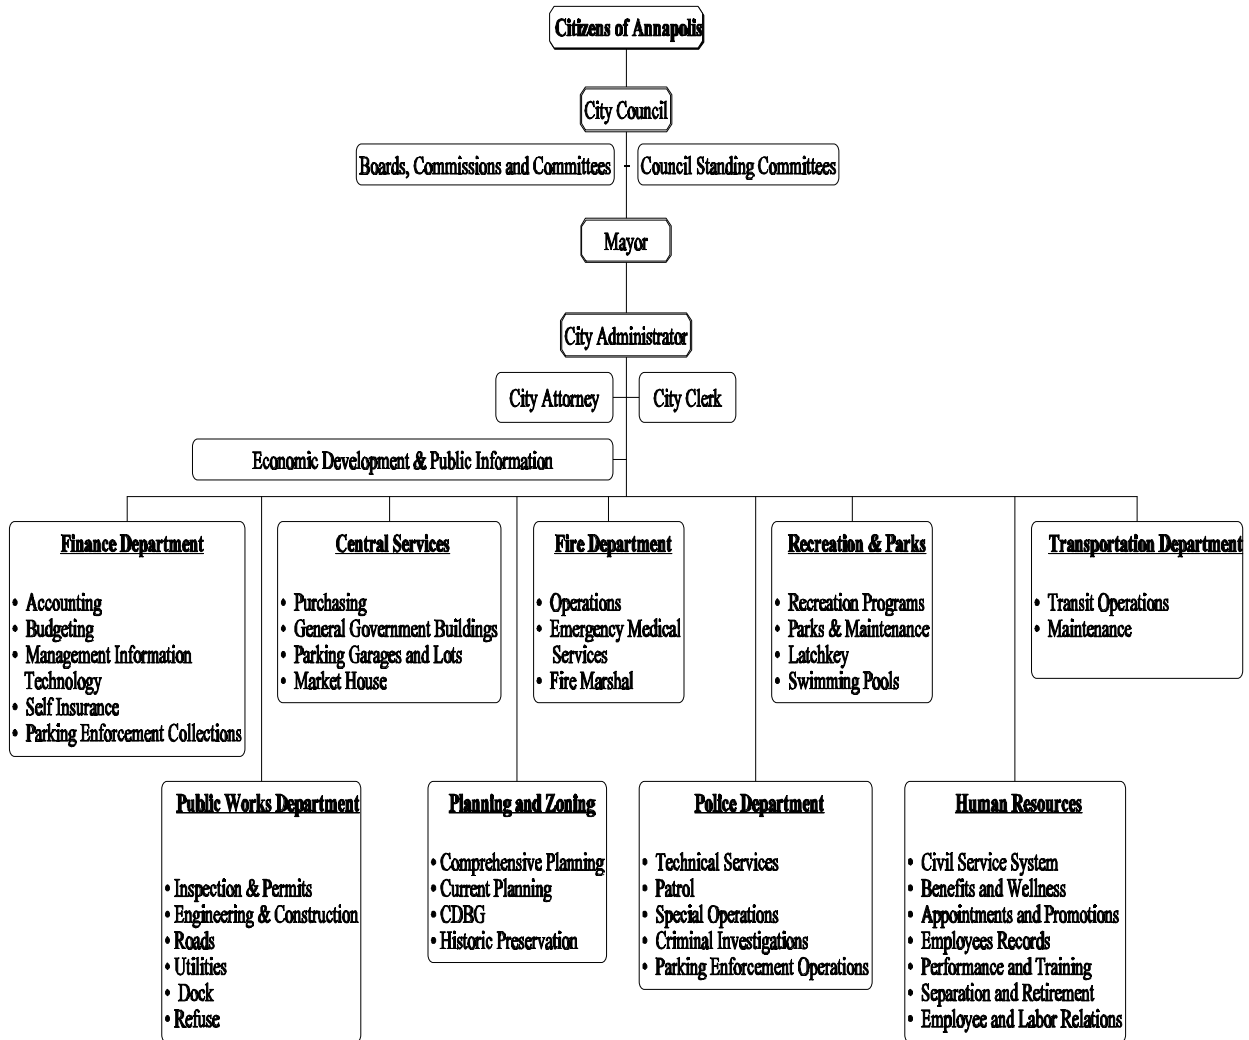 Citizens of Annapolis
City Council
Boards, Commissions and Committees
Council Standing Committees
Mayor
City Administrator
City Attorney
City Clerk
Economic Development & Public Information
Finance Department
• Accounting
• Budgeting
• Management Information
Technology
• Self Insurance
• Parking Enforcement Collections
Central Services
• Purchasing
• General Government Buildings
• Parking Garages and Lots
• Market House
Fire Department
• Operations
• Emergency Medical
Services
• Fire Marshal
Recreation & Parks
• Recreation Programs
• Parks & Maintenance
• Latchkey
• Swimming Pools
Transportation Department
• Transit Operations
• Maintenance
Public Works Department
• Inspection & Permits
• Engineering & Construction
• Roads
• Utilities
• Dock
• Refuse
Planning and Zoning
• Comprehensive Planning
• Current Planning
• CDBG
• Historic Preservation
Police Department
• Technical Services
• Patrol
• Special Operations
• Criminal Investigations
• Parking Enforcement Operations
Human Resources
• Civil Service System
• Benefits and Wellness
• Appointments and Promotions
• Employees Records
• Performance and Training
• Separation and Retirement
• Employee and Labor Relations